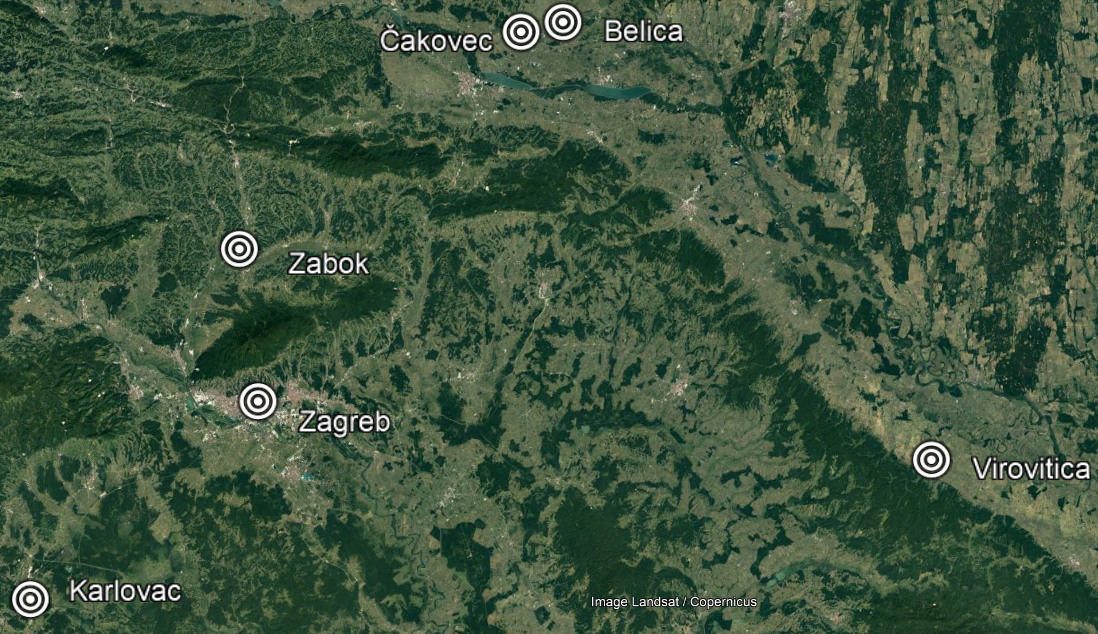 Čakovec
Belica
Zabok
Zagreb
Virovitica
Karlovac
Image Landsat / Copernicus